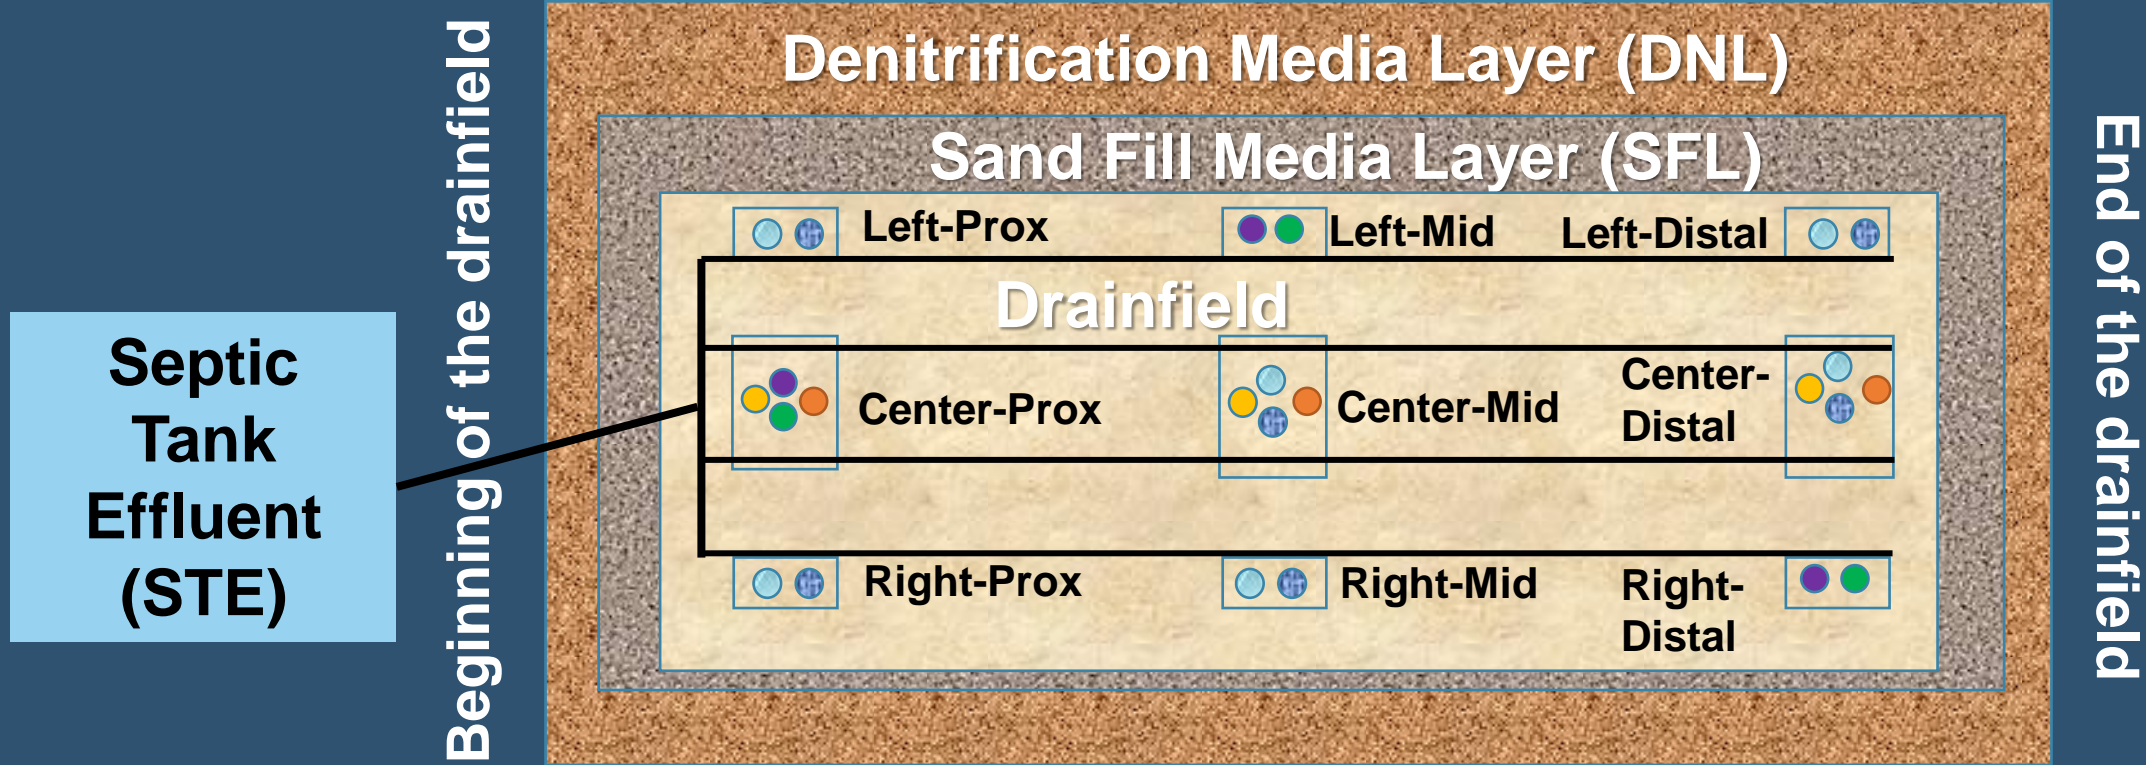 Denitrification Media Layer (DNL)
Sand Fill Media Layer (SFL)
Beginning of the drainfield
End of the drainfield
Septic
Tank
Effluent
(STE)
Left-Prox
Left-Mid
Left-Distal
Drainfield
Center-Prox
Center-Mid
Center-
Distal
Right-Prox
Right-Mid
Right-
Distal